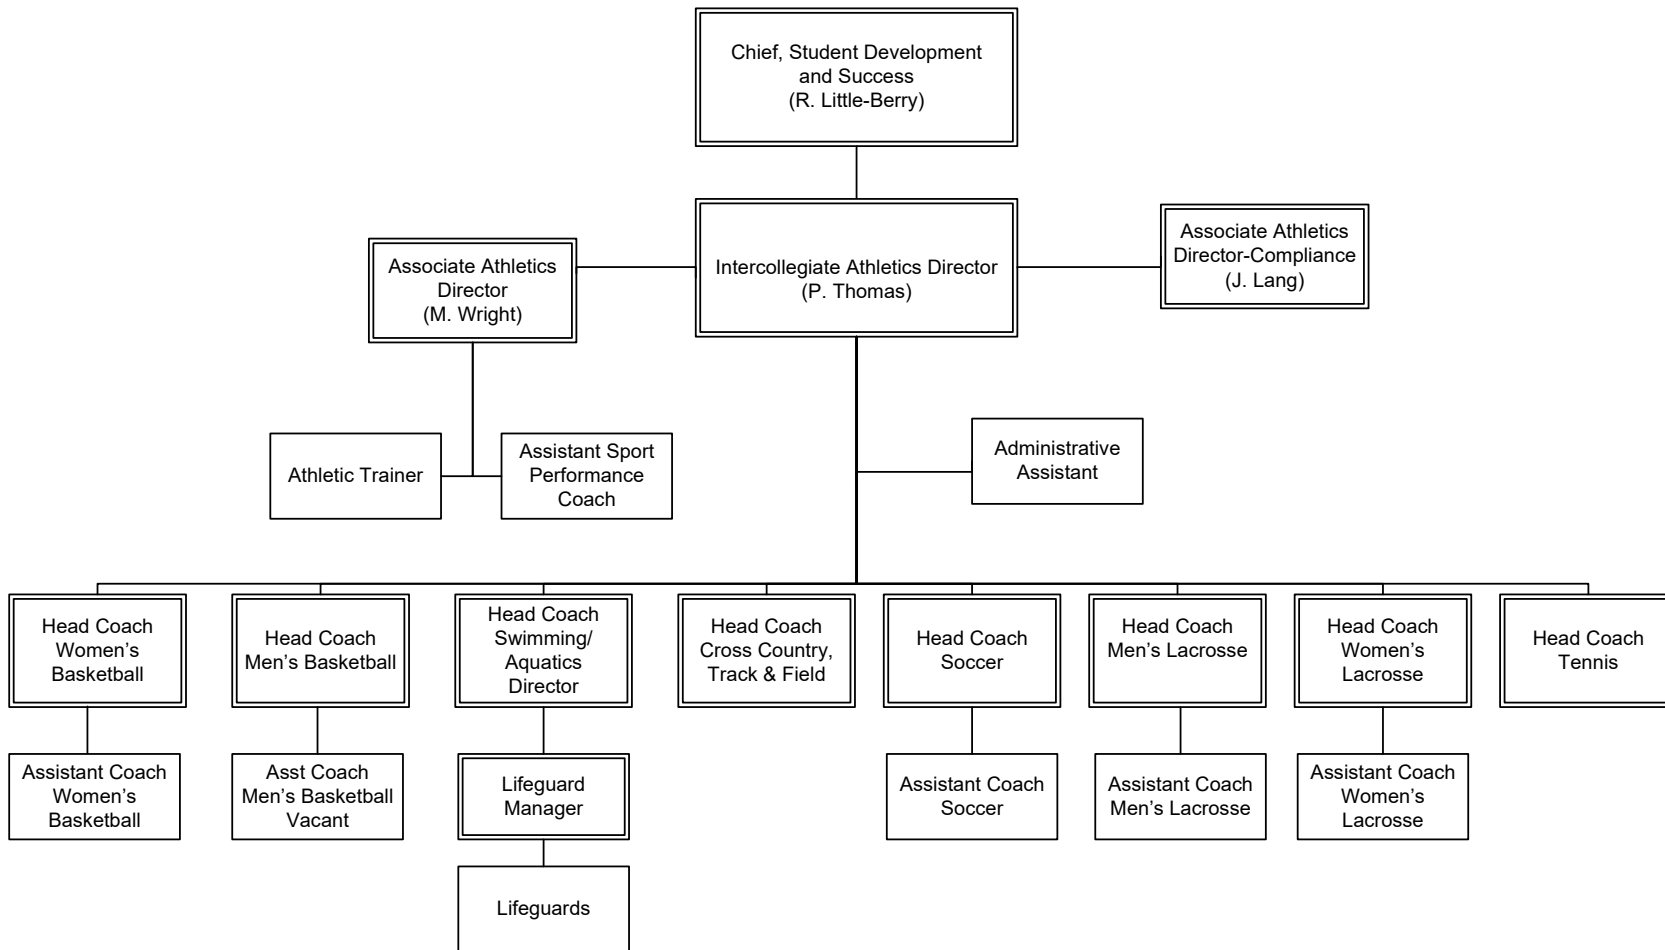 Chief, Student Development
and Success
(R. Little-Berry)
Intercollegiate Athletics Director
(P. Thomas)
Associate Athletics
Director
(M. Wright)
Associate Athletics
Director-Compliance
(J. Lang)
Athletic Trainer
Assistant Sport
Performance
Coach
Administrative
Assistant
Head Coach
Women’s
Basketball
Head Coach
Men’s Basketball
Head Coach
Swimming/
Aquatics
Director
Head Coach
Cross Country,
Track & Field
Head Coach
Soccer
Head Coach
Men’s Lacrosse
Head Coach
Women’s
Lacrosse
Head Coach
Tennis
Assistant Coach
Women’s
Basketball
Asst Coach
Men’s Basketball
Vacant
Lifeguard
Manager
Assistant Coach
Soccer
Assistant Coach
Men’s Lacrosse
Assistant Coach
Women’s
Lacrosse
Lifeguards